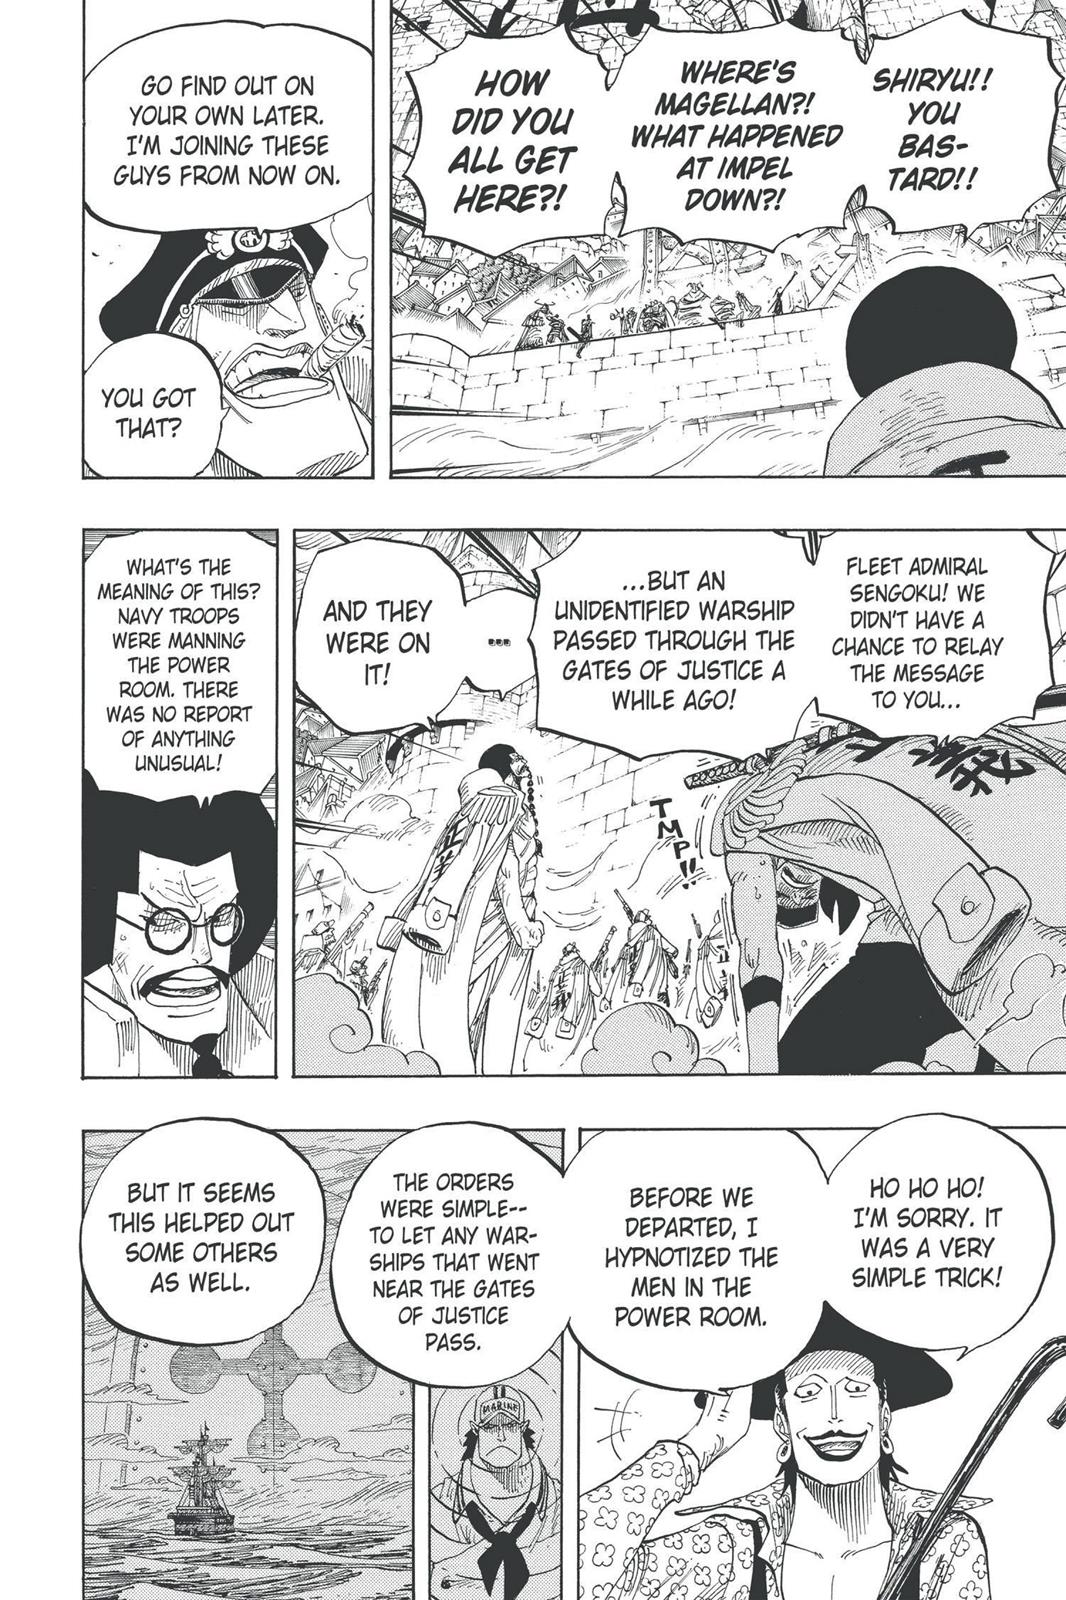 SHIRYU!!
YOU
BAS-
TARD!!
WHERE'S
MAGELLAN?!
WHAT HAPPENED
AT IMPEL
DOWN?!
HOW
DID YOU
ALL GET
HERE?!
GO FIND OUT ON
YOUR OWN LATER.
I'M JOINING THESE
GUYS FROM NOW ON.
YOU GOT
THAT?
FLEET ADMIRAL
SENGOKU! WE
DIDN'T HAVE A
CHANCE TO RELAY
THE MESSAGE
TO YOU...
...BUT AN
UNIDENTIFIED WARSHIP
PASSED THROUGH THE
GATES OF JUSTICE A
WHILE AGO!
...
AND THEY
WERE ON
IT!
TMP!!
WHAT'S THE
MEANING OF THIS?
NAVY TROOPS
WERE MANNING
THE POWER
ROOM. THERE
WAS NO REPORT
OF ANYTHING
UNUSUAL!
HO HO HO!
I'M SORRY. IT
WAS A VERY
SIMPLE TRICK!
BEFORE WE
DEPARTED, I
HYPNOTIZED THE
MEN IN THE
POWER ROOM.
THE ORDERS
WERE SIMPLE--
TO LET ANY WAR-
SHIPS THAT WENT
NEAR THE GATES
OF JUSTICE
PASS.
MARINE
BUT IT SEEMS
THIS HELPED OUT
SOME OTHERS
AS WELL.